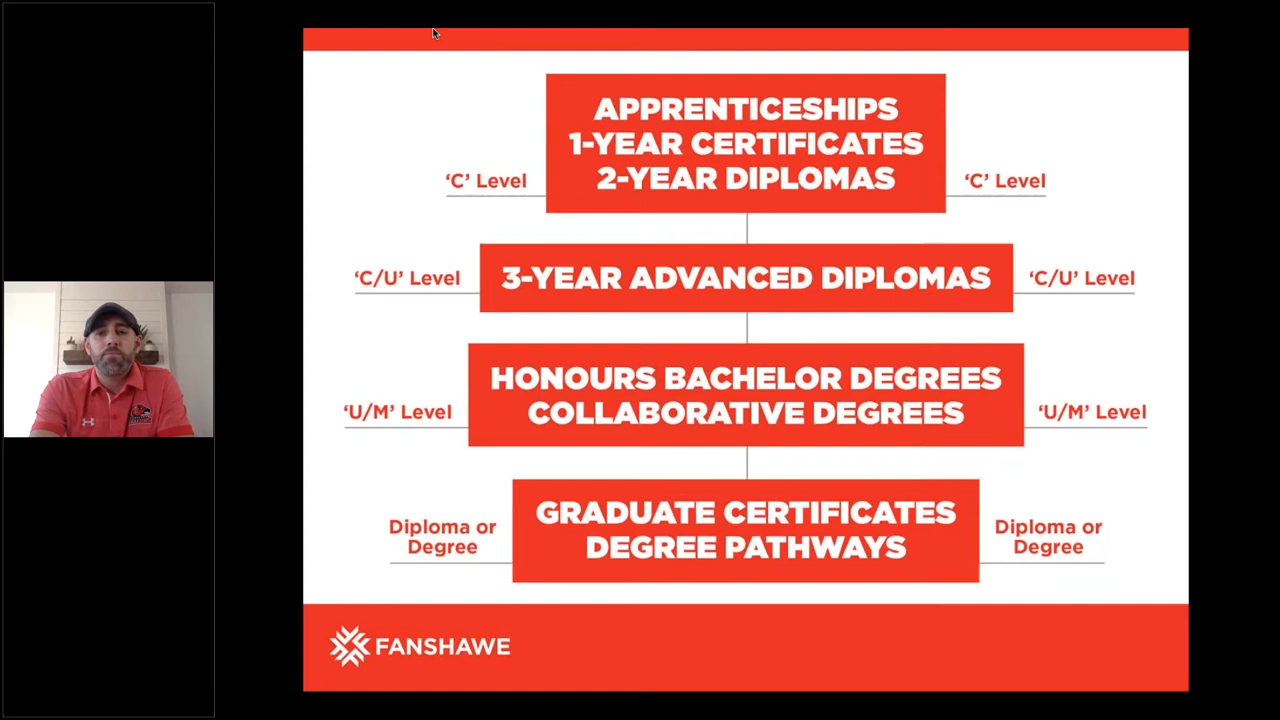 APPRENTICESHIPS
1-YEAR CERTIFICATES
2-YEAR DIPLOMAS
‘C’ Level
‘C’ Level
‘C/U’ Level
3-YEAR ADVANCED DIPLOMAS
‘C/U’ Level
HONOURS BACHELOR DEGREES
COLLABORATIVE DEGREES
‘U/M’ Level
‘U/M’ Level
GRADUATE CERTIFICATES
DEGREE PATHWAYS
Diploma or
Degree
Diploma or
Degree
FANSHAWE